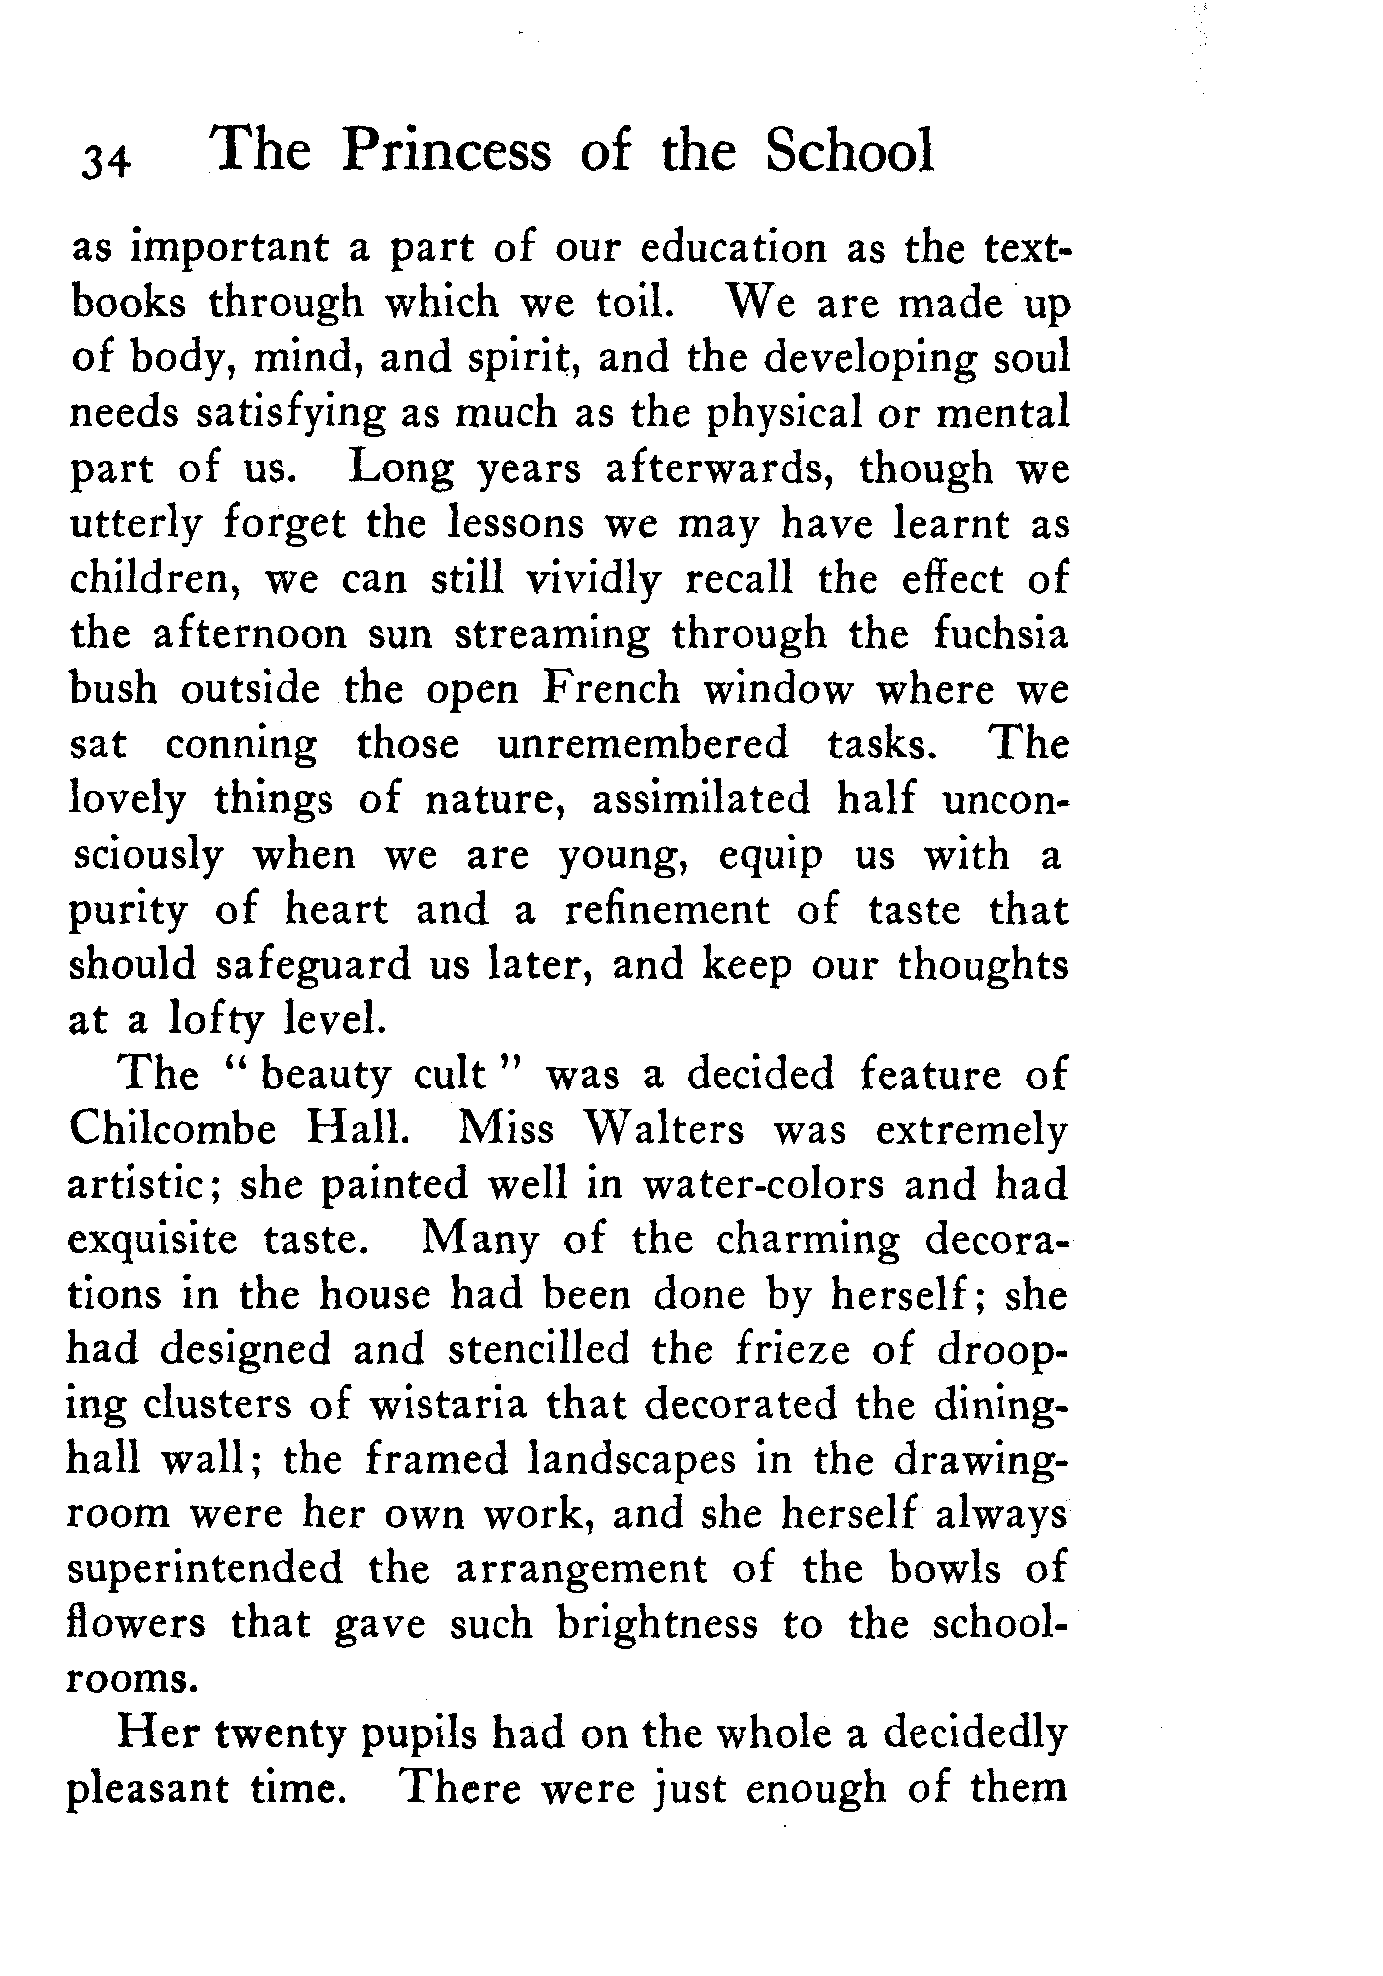 34 The Princess of the School
as important a part of our education as the text-
books through which we toil. We are made up
of body, mind, and spirit, and the developing soul
needs satisfying as much as the physical or mental
part of us. Long years afterwards, though we
utterly forget the lessons we may have learnt as
children, we can still vividly recall the effect of
the afternoon sun streaming through the fuchsia
bush outside the open French window where we
sat conning those unremembered tasks. The
lovely things of nature, assimilated half uncon-
sciously when we are young, equip us with a
purity of heart and a refinement of taste that
should safeguard us later, and keep our thoughts
at a lofty level.
The “ beauty cult ” was a decided feature of
Chilcombe Hall. Miss Walters was extremely
artistic; she painted well in water-colors and had
exquisite taste. Many of the charming decora-
tions in the house had been done by herself; she
had designed and stencilled the frieze of droop-
ing clusters of wistaria that decorated the dining-
hall wall; the framed landscapes in the drawing-
room were her own work, and she herself always
superintended the arrangement of the bowls of
flowers that gave such brightness to the school-
rooms.
Her twenty pupils had on the whole a decidedly
pleasant time. There were just enough of them